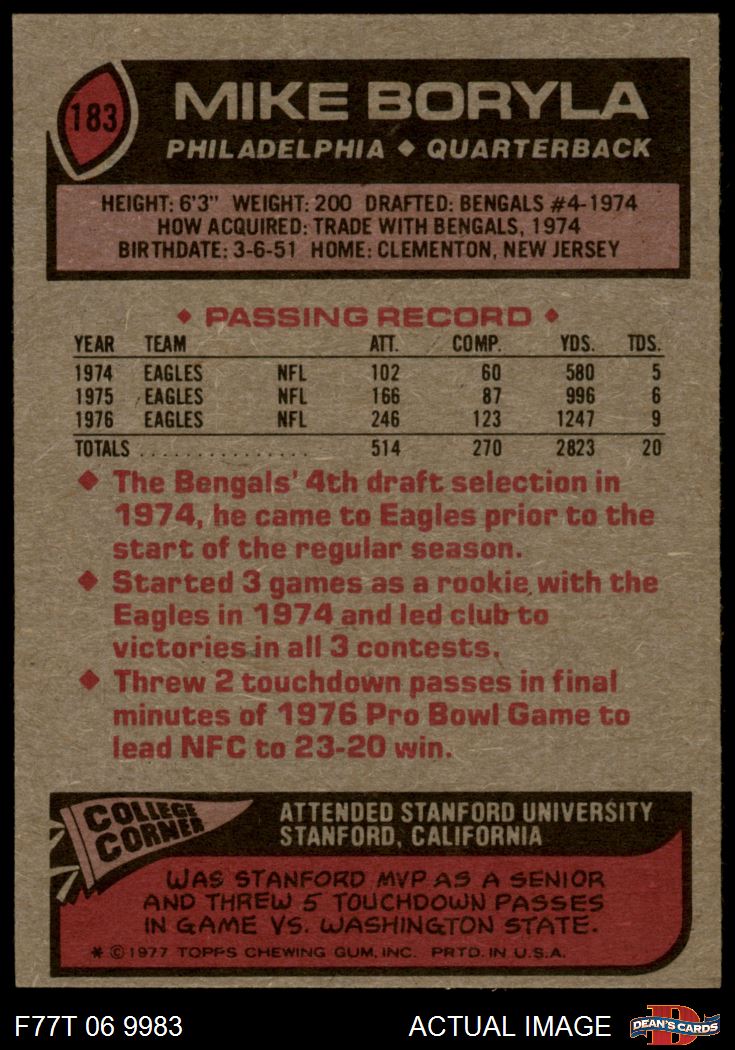 183
MIKE BORYLA
PHILADELPHIA ◆ QUARTERBACK
HEIGHT: 6'3" WEIGHT: 200 DRAFTED: BENGALS #4-1974
HOW ACQUIRED: TRADE WITH BENGALS, 1974
BIRTHDATE: 3-6-51 HOME: CLEMENTON, NEW JERSEY
◆ PASSING RECORD ◆
YEAR TEAM ATT. COMP. YDS. TDS.
1974 EAGLES NFL 102 60 580 5
1975 EAGLES NFL 166 87 996 6
1976 EAGLES NFL 246 123 1247 9
TOTALS . . . . . . . . . . . . . . . 514 270 2823 20
◆ The Bengals' 4th draft selection in
1974, he came to Eagles prior to the
start of the regular season.
◆ Started 3 games as a rookie with the
Eagles in 1974 and led club to
victories in all 3 contests.
◆ Threw 2 touchdown passes in final
minutes of 1976 Pro Bowl Game to
lead NFC to 23-20 win.
COLLEGE
CORNER
ATTENDED STANFORD UNIVERSITY
STANFORD, CALIFORNIA
WAS STANFORD MVP AS A SENIOR
AND THREW 5 TOUCHDOWN PASSES
IN GAME VS. WASHINGTON STATE.
* © 1977 TOPPS CHEWING GUM, INC. PRTD. IN U.S.A.
F77T 06 9983 ACTUAL IMAGE D DEAN'S CARDS